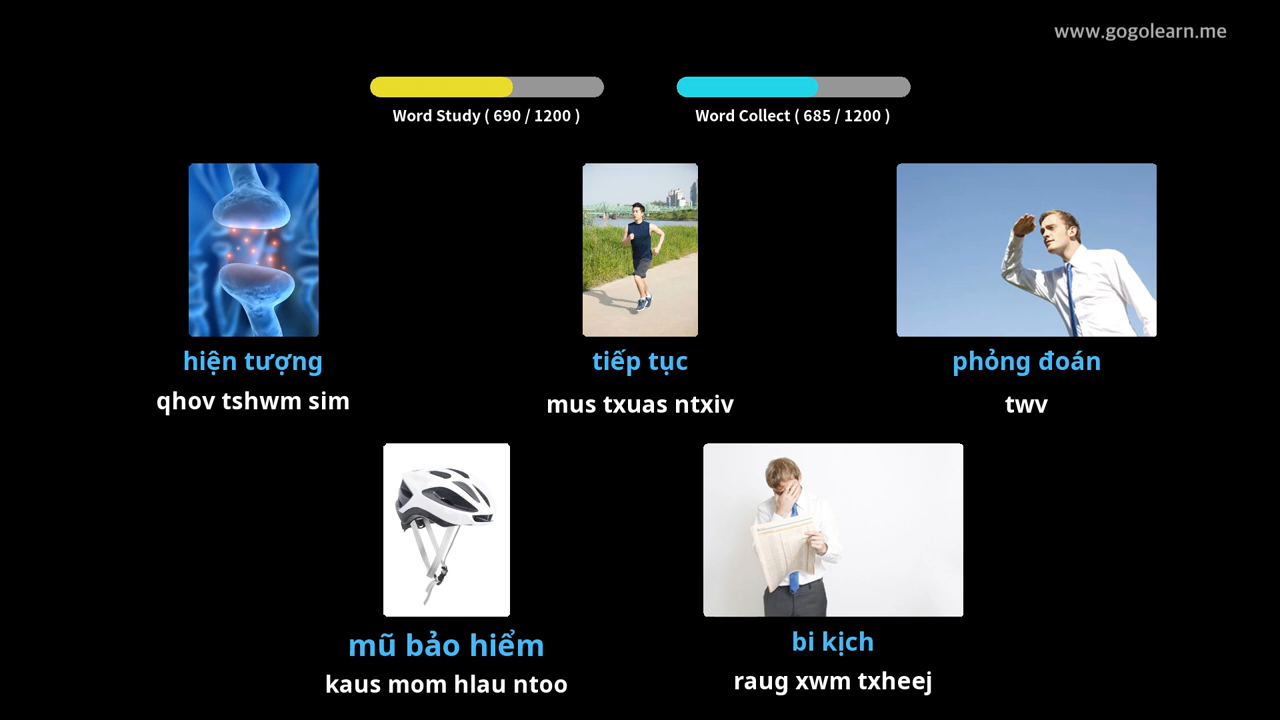 www.gogolearn.me
Word Study ( 690 / 1200 )
Word Collect ( 685 / 1200 )
hiện tượng
qhov tshwm sim
tiếp tục
mus txuas ntxiv
phỏng đoán
twv
mũ bảo hiểm
kaus mom hlau ntoo
bi kịch
raug xwm txheej